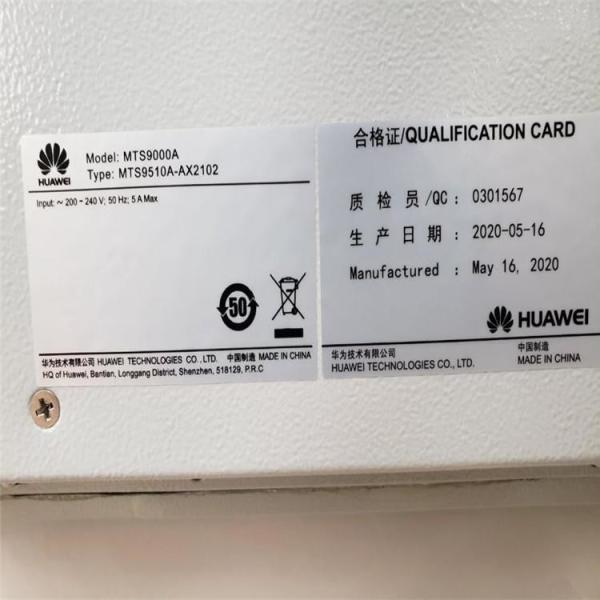 HUAWEI
Model: MTS9000A
Type: MTS9510A-AX2102
Input: ~ 200 - 240 V; 50 Hz; 5 A Max
50
华为技术有限公司 HUAWEI TECHNOLOGIES CO., LTD. 中国制造 MADE IN CHINA
HQ of Huawei, Bantian, Longgang District, Shenzhen, 518129, P.R.C
合格证/QUALIFICATION CARD
质 检 员/QC : 0301567
生 产 日 期 : 2020-05-16
Manufactured : May 16, 2020
HUAWEI
华为技术有限公司 中国制造
HUAWEI TECHNOLOGIES CO., LTD. MADE IN CHINA